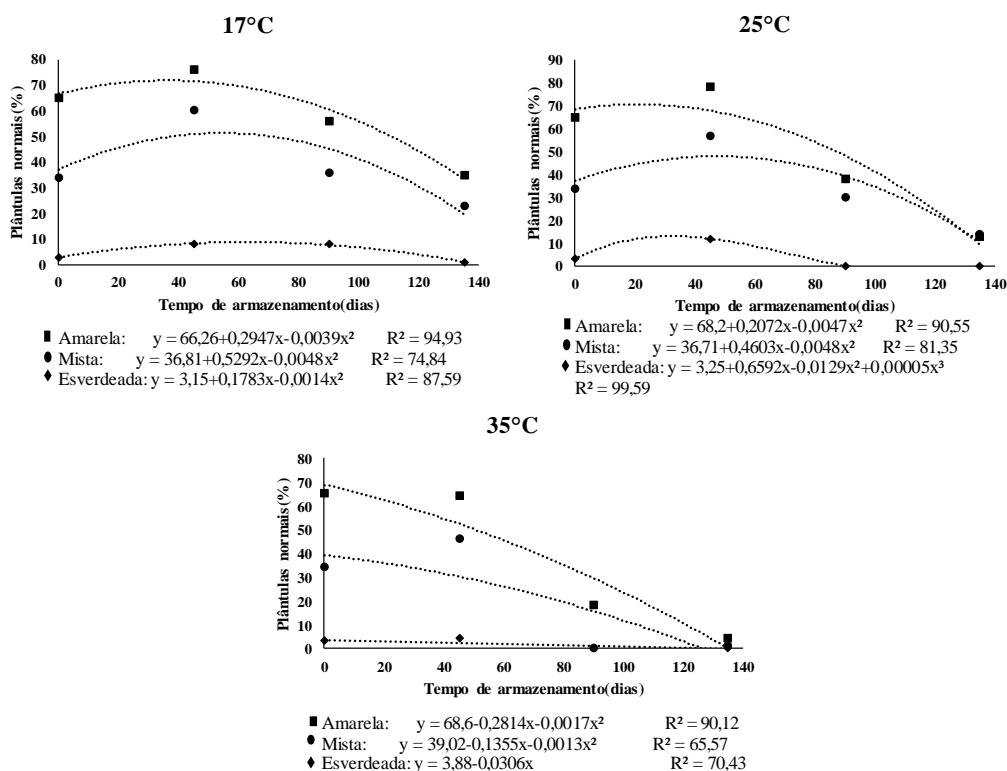 17°C
80
70
60
50
40
30
20
10
0
Plântulas normais (%)
0 20 40 60 80 100 120 140
Tempo de armazenamento(dias)
Amarela: y = 66,26+0,2947x-0,0039x² R² = 94,93
Mista: y = 36,81+0,5292x-0,0048x² R² = 74,84
Esverdeada: y = 3,15+0,1783x-0,0014x² R² = 87,59
25°C
90
80
70
60
50
40
30
20
10
0
Plântulas normais (%)
0 20 40 60 80 100 120 140
Tempo de armazenamento(dias)
Amarela: y = 68,2+0,2072x-0,0047x² R² = 90,55
Mista: y = 36,71+0,4603x-0,0048x² R² = 81,35
Esverdeada: y = 3,25+0,6592x-0,0129x²+0,00005x³
R² = 99,59
35°C
80
70
60
50
40
30
20
10
0
Plântulas normais (%)
0 20 40 60 80 100 120 140
Tempo de armazenamento(dias)
Amarela: y = 68,6-0,2814x-0,0017x² R² = 90,12
Mista: y = 39,02-0,1355x-0,0013x² R² = 65,57
Esverdeada: y = 3,88-0,0306x R² = 70,43